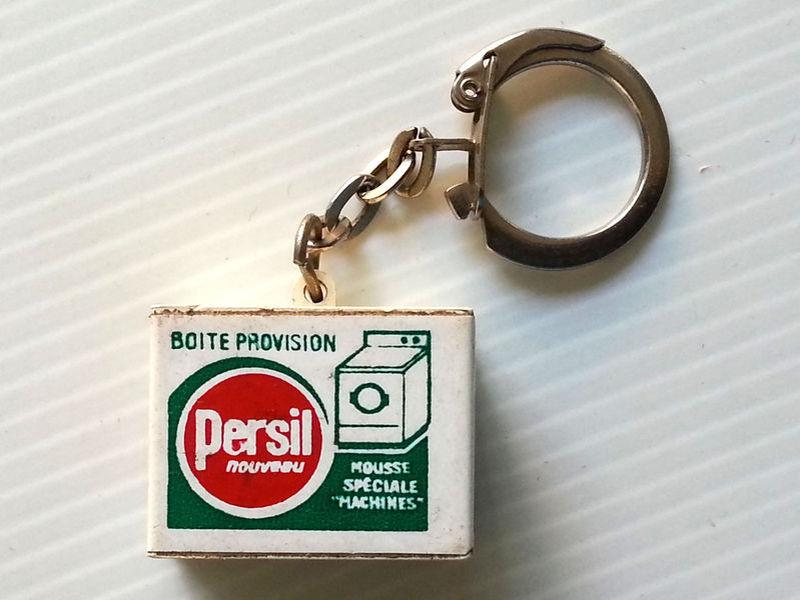 BOITE PROVISION
Persil
nouveau
MOUSSE
SPÉCIALE
"MACHINES"